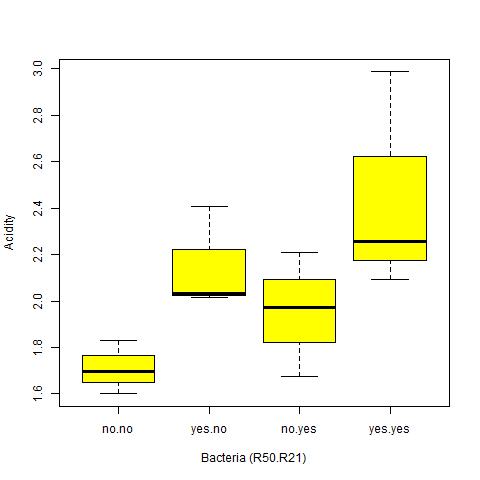 3.0
2.8
2.6
2.4
2.2
2.0
1.8
1.6
Acidity
no.no yes.no no.yes yes.yes
Bacteria (R50.R21)